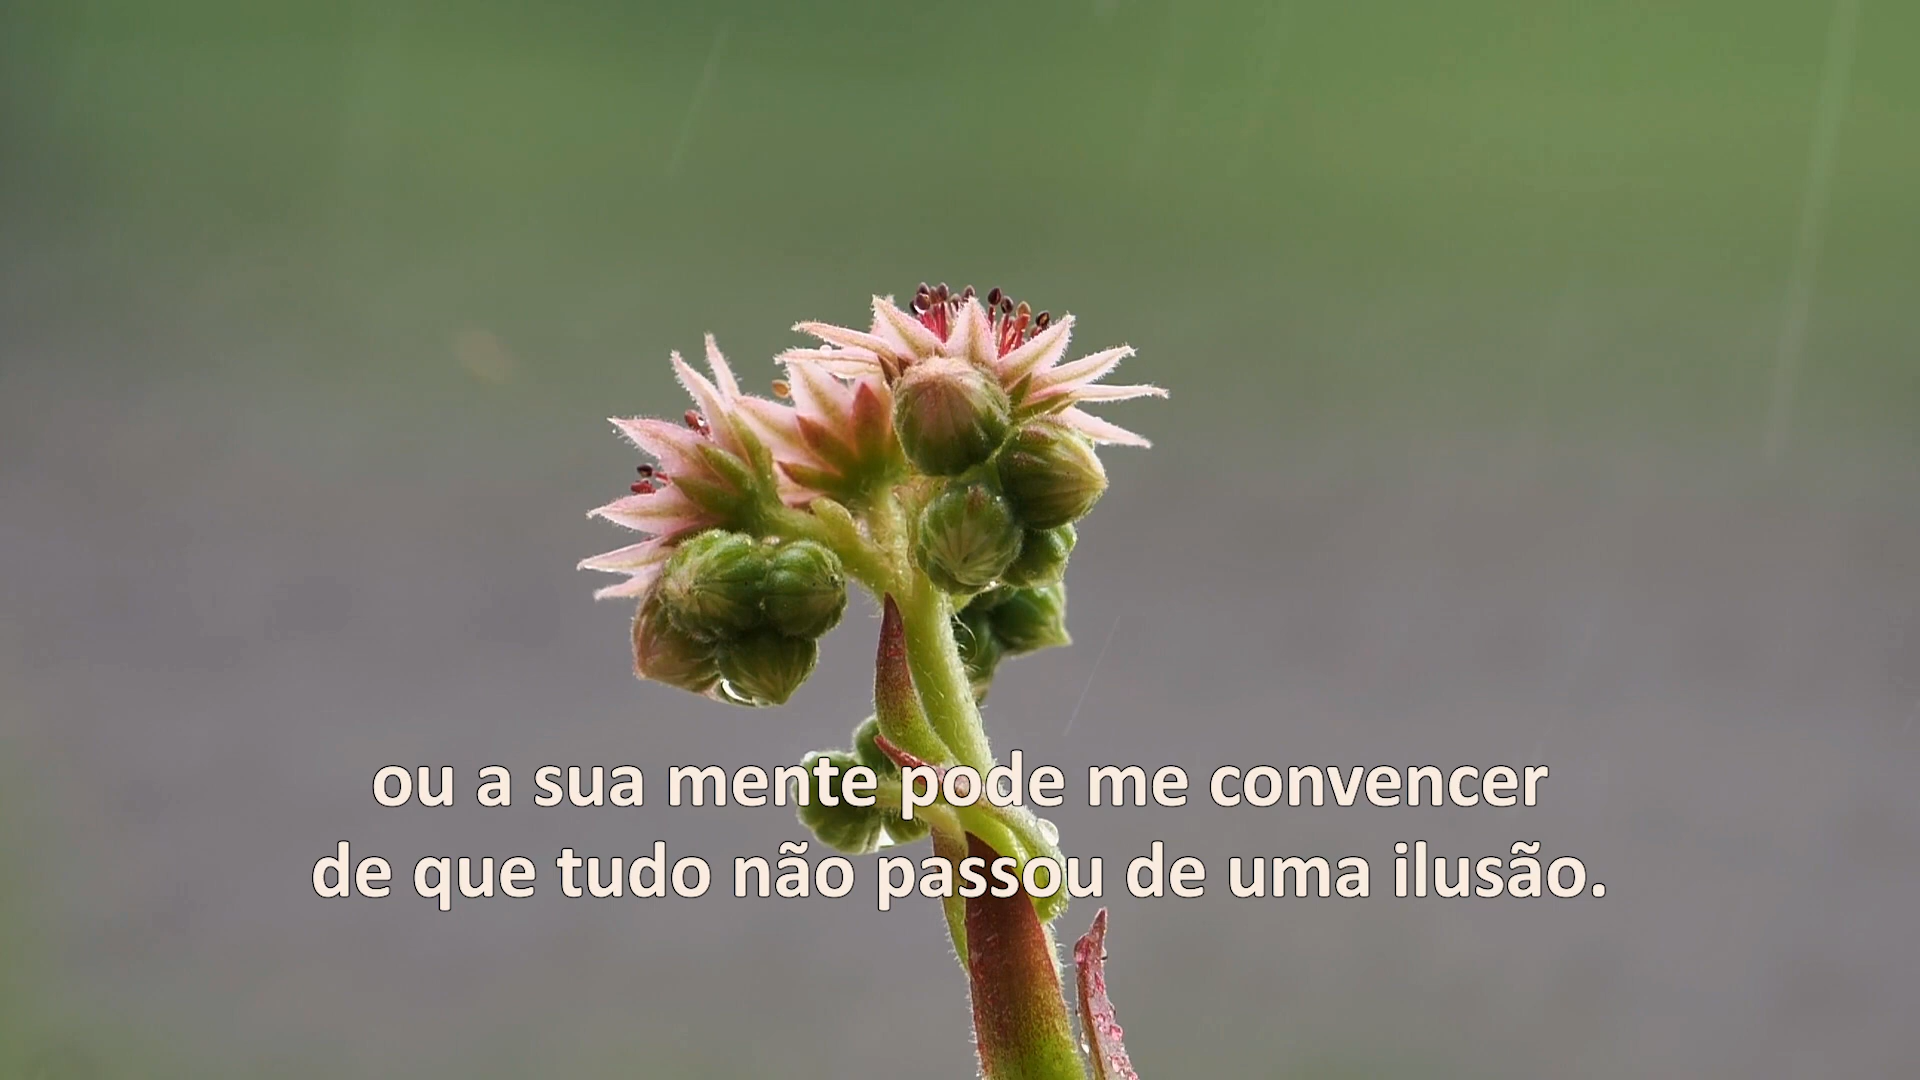 ou a sua mente pode me convencer
de que tudo não passou de uma ilusão.